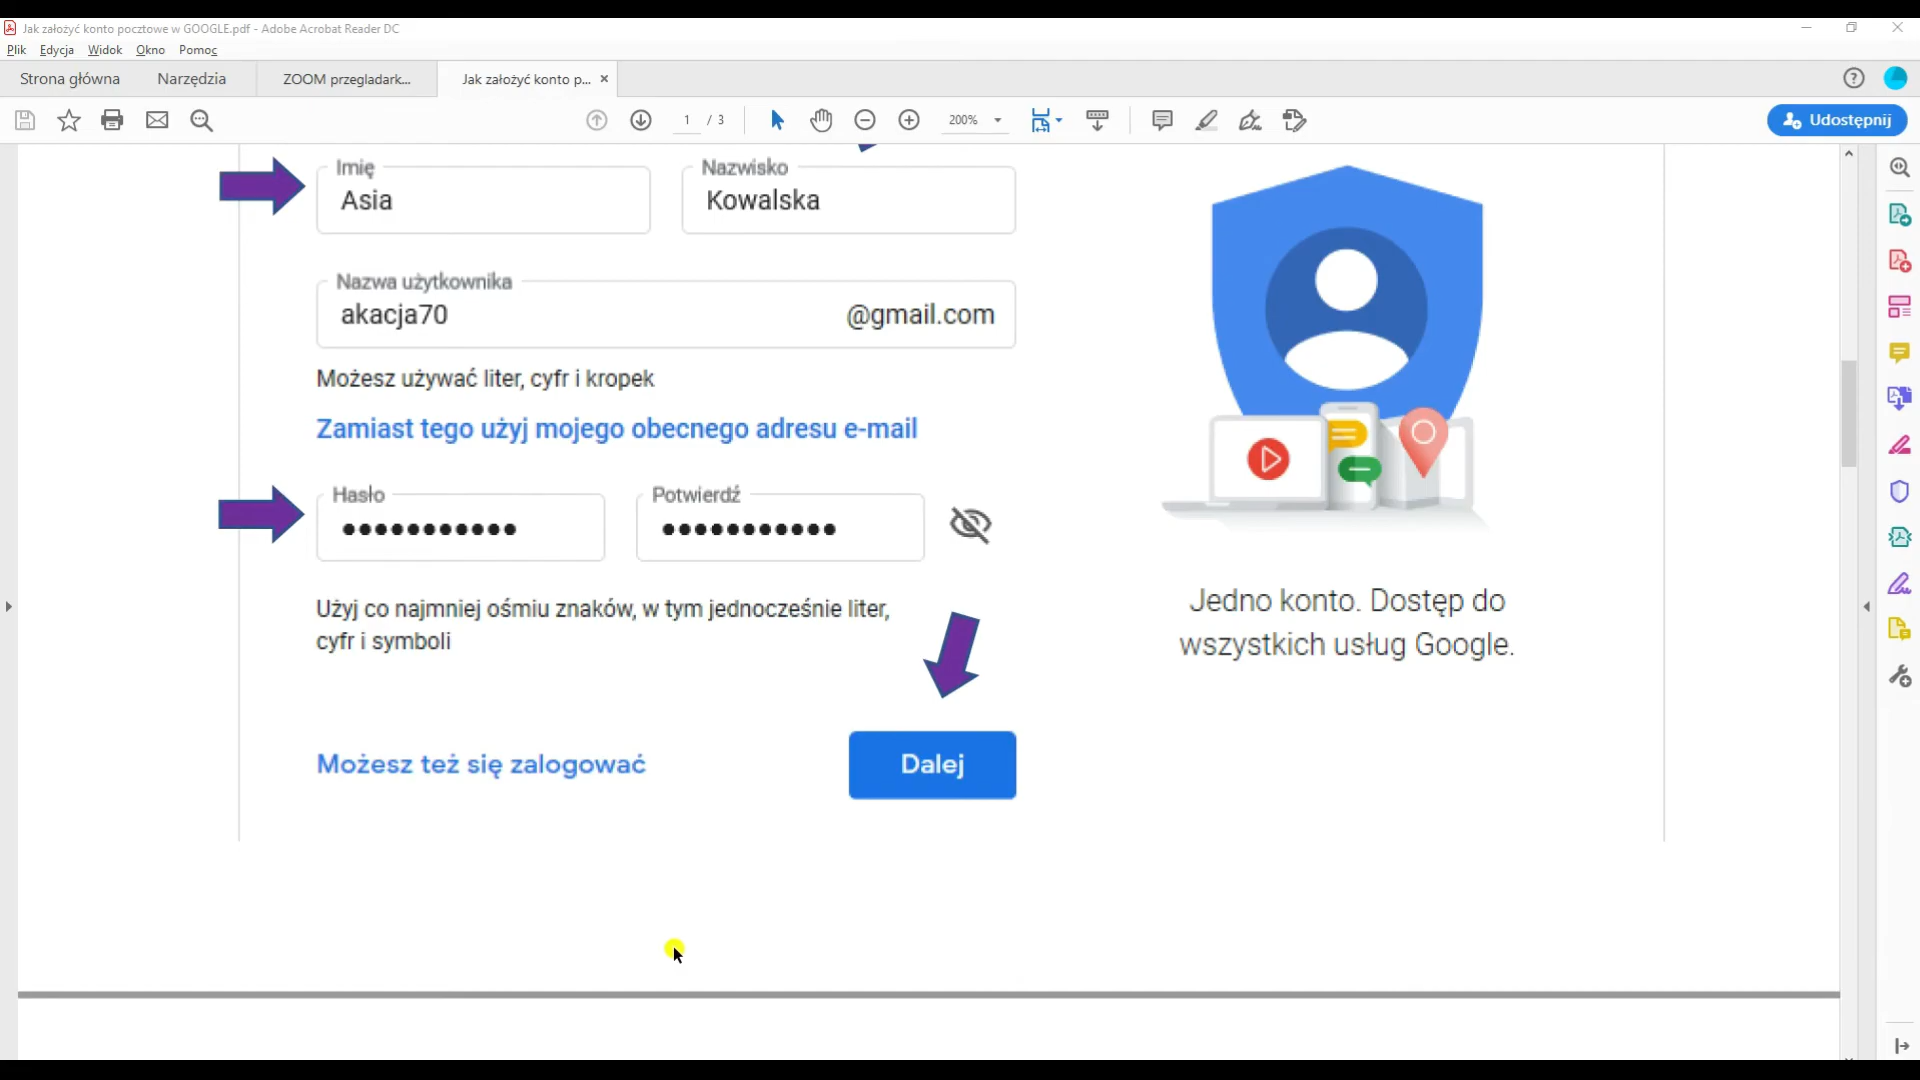 Jak założyć konto pocztowe w GOOGLE.pdf - Adobe Acrobat Reader DC
Plik Edycja Widok Okno Pomoc
Strona główna Narzędzia ZOOM przegladark... Jak założyć konto p... ×
1 / 3 200% Udostępnij
Imię Nazwisko
Asia Kowalska
Nazwa użytkownika
akacja70 @gmail.com
Możesz używać liter, cyfr i kropek
Zamiast tego użyj mojego obecnego adresu e-mail
Hasło Potwierdź
Użyj co najmniej ośmiu znaków, w tym jednocześnie liter,
cyfr i symboli
Jedno konto. Dostęp do
wszystkich usług Google.
Możesz też się zalogować Dalej